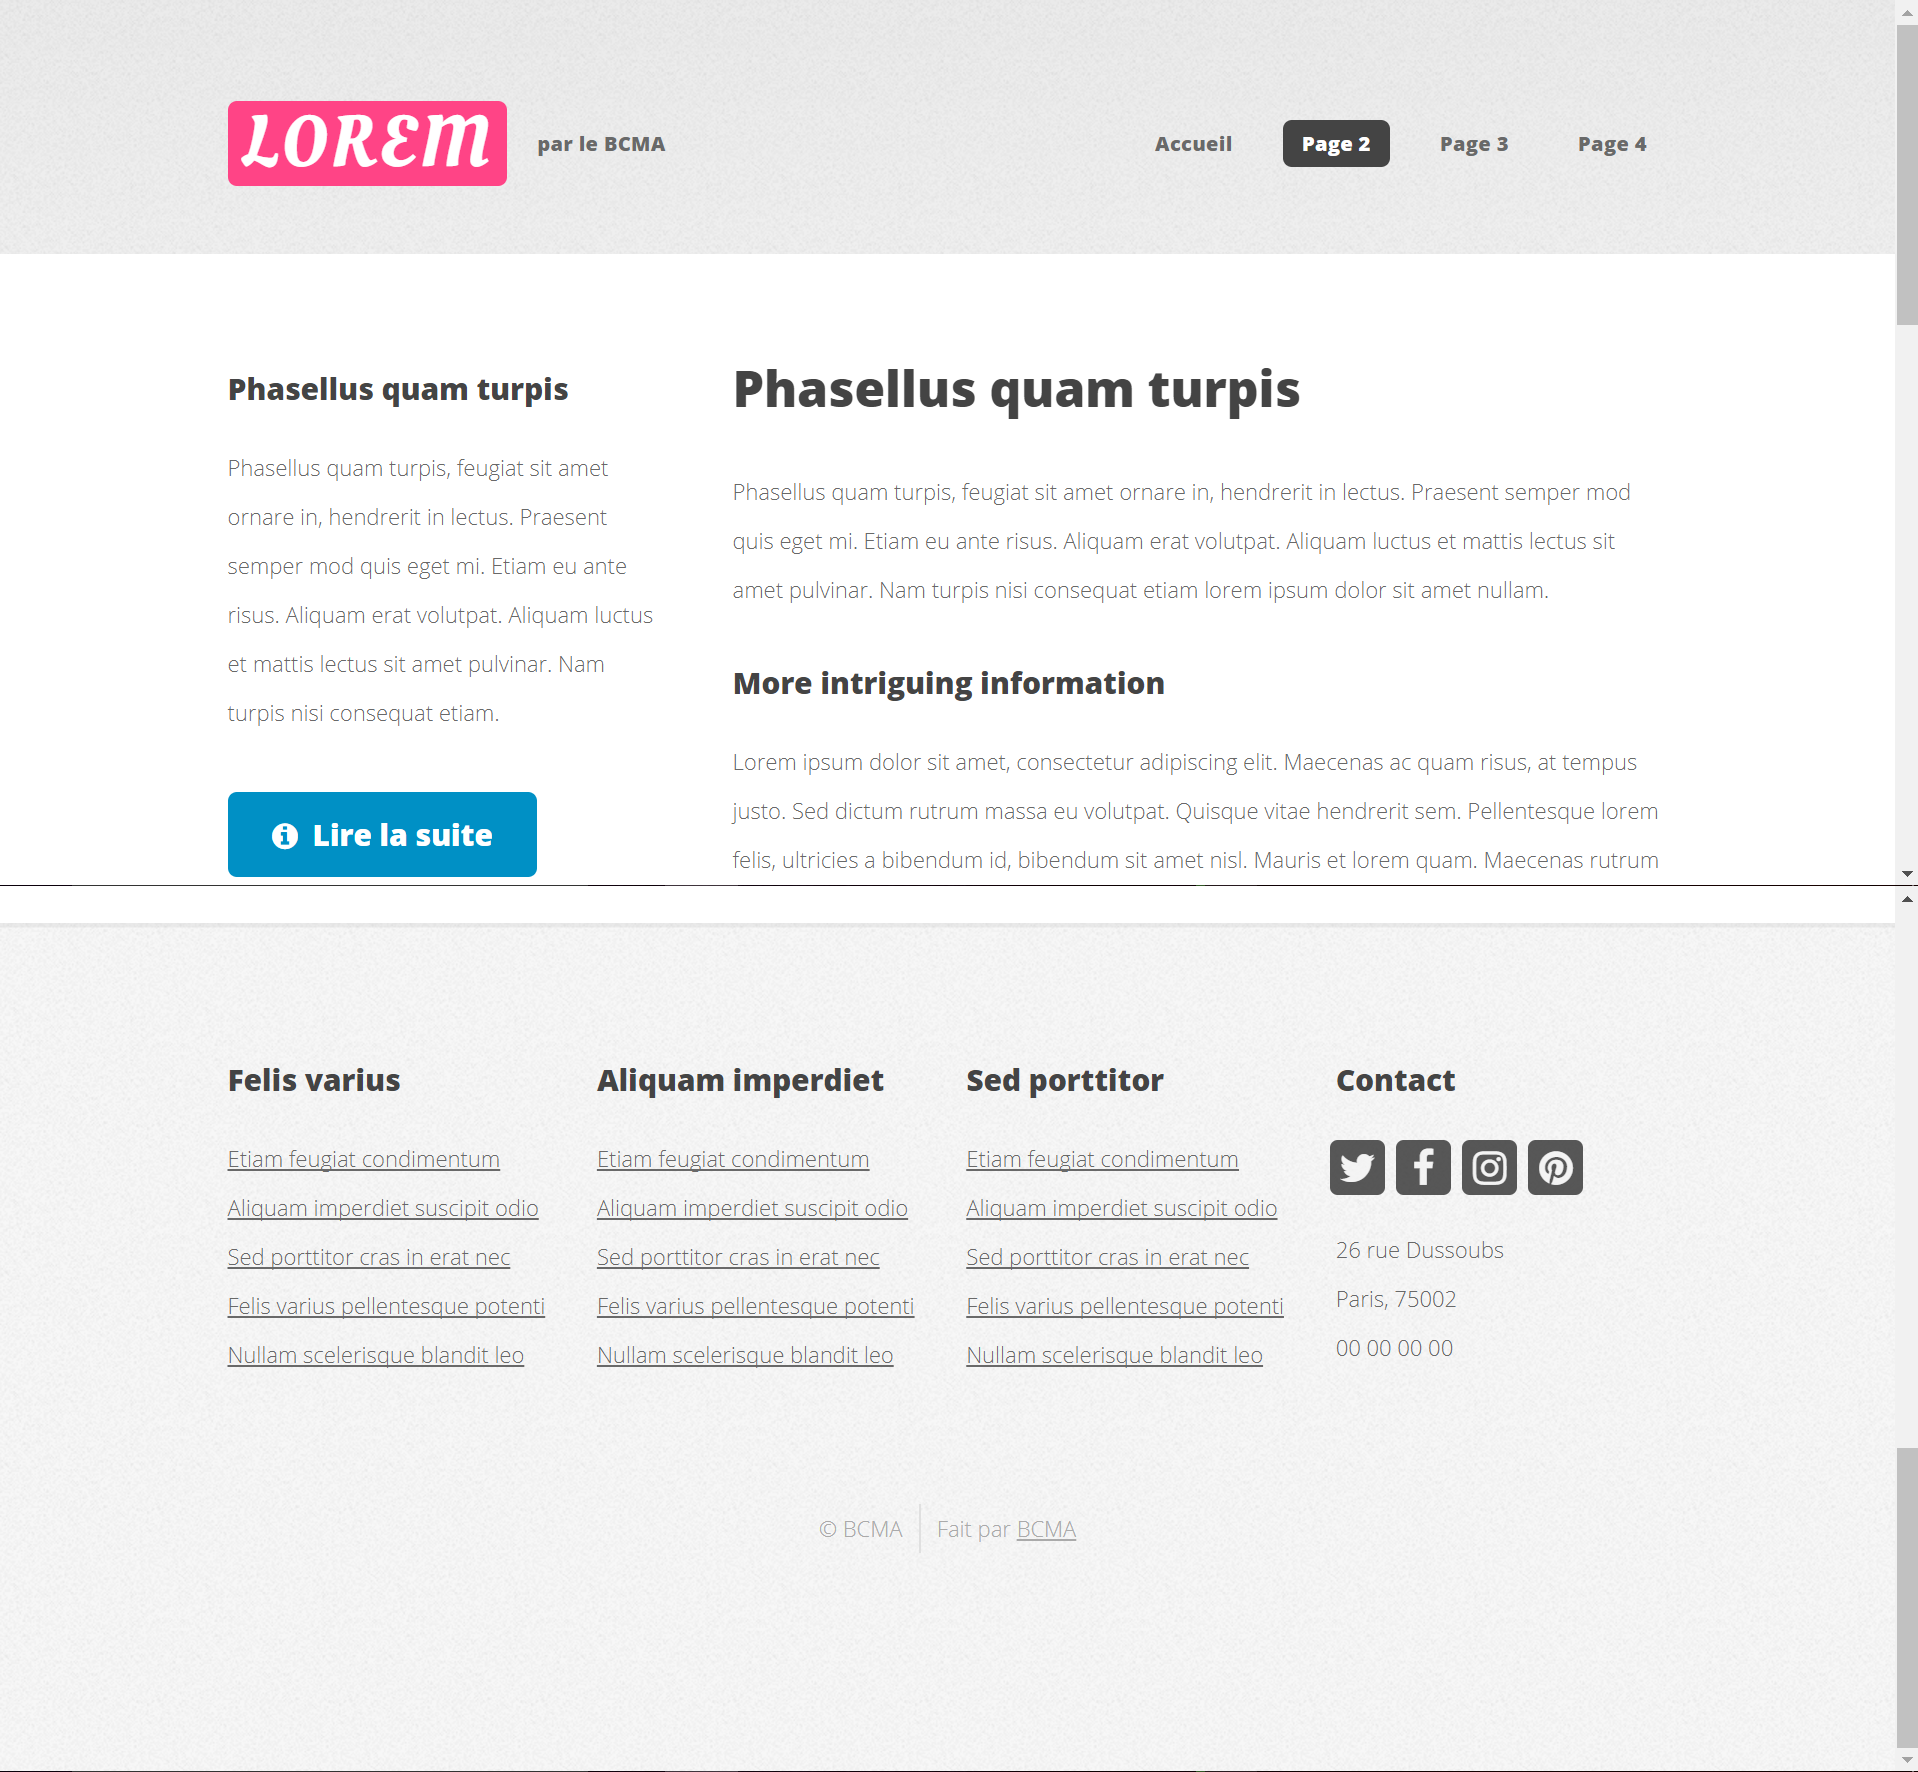 LOREM
par le BCMA
Accueil
Page 2
Page 3
Page 4
Phasellus quam turpis
Phasellus quam turpis, feugiat sit amet
ornare in, hendrerit in lectus. Praesent
semper mod quis eget mi. Etiam eu ante
risus. Aliquam erat volutpat. Aliquam luctus
et mattis lectus sit amet pulvinar. Nam
turpis nisi consequat etiam.
Lire la suite
Phasellus quam turpis
Phasellus quam turpis, feugiat sit amet ornare in, hendrerit in lectus. Praesent semper mod
quis eget mi. Etiam eu ante risus. Aliquam erat volutpat. Aliquam luctus et mattis lectus sit
amet pulvinar. Nam turpis nisi consequat etiam lorem ipsum dolor sit amet nullam.
More intriguing information
Lorem ipsum dolor sit amet, consectetur adipiscing elit. Maecenas ac quam risus, at tempus
justo. Sed dictum rutrum massa eu volutpat. Quisque vitae hendrerit sem. Pellentesque lorem
felis, ultricies a bibendum id, bibendum sit amet nisl. Mauris et lorem quam. Maecenas rutrum
Felis varius
Etiam feugiat condimentum
Aliquam imperdiet suscipit odio
Sed porttitor cras in erat nec
Felis varius pellentesque potenti
Nullam scelerisque blandit leo
Aliquam imperdiet
Etiam feugiat condimentum
Aliquam imperdiet suscipit odio
Sed porttitor cras in erat nec
Felis varius pellentesque potenti
Nullam scelerisque blandit leo
Sed porttitor
Etiam feugiat condimentum
Aliquam imperdiet suscipit odio
Sed porttitor cras in erat nec
Felis varius pellentesque potenti
Nullam scelerisque blandit leo
Contact
26 rue Dussoubs
Paris, 75002
00 00 00 00
© BCMA
Fait par BCMA